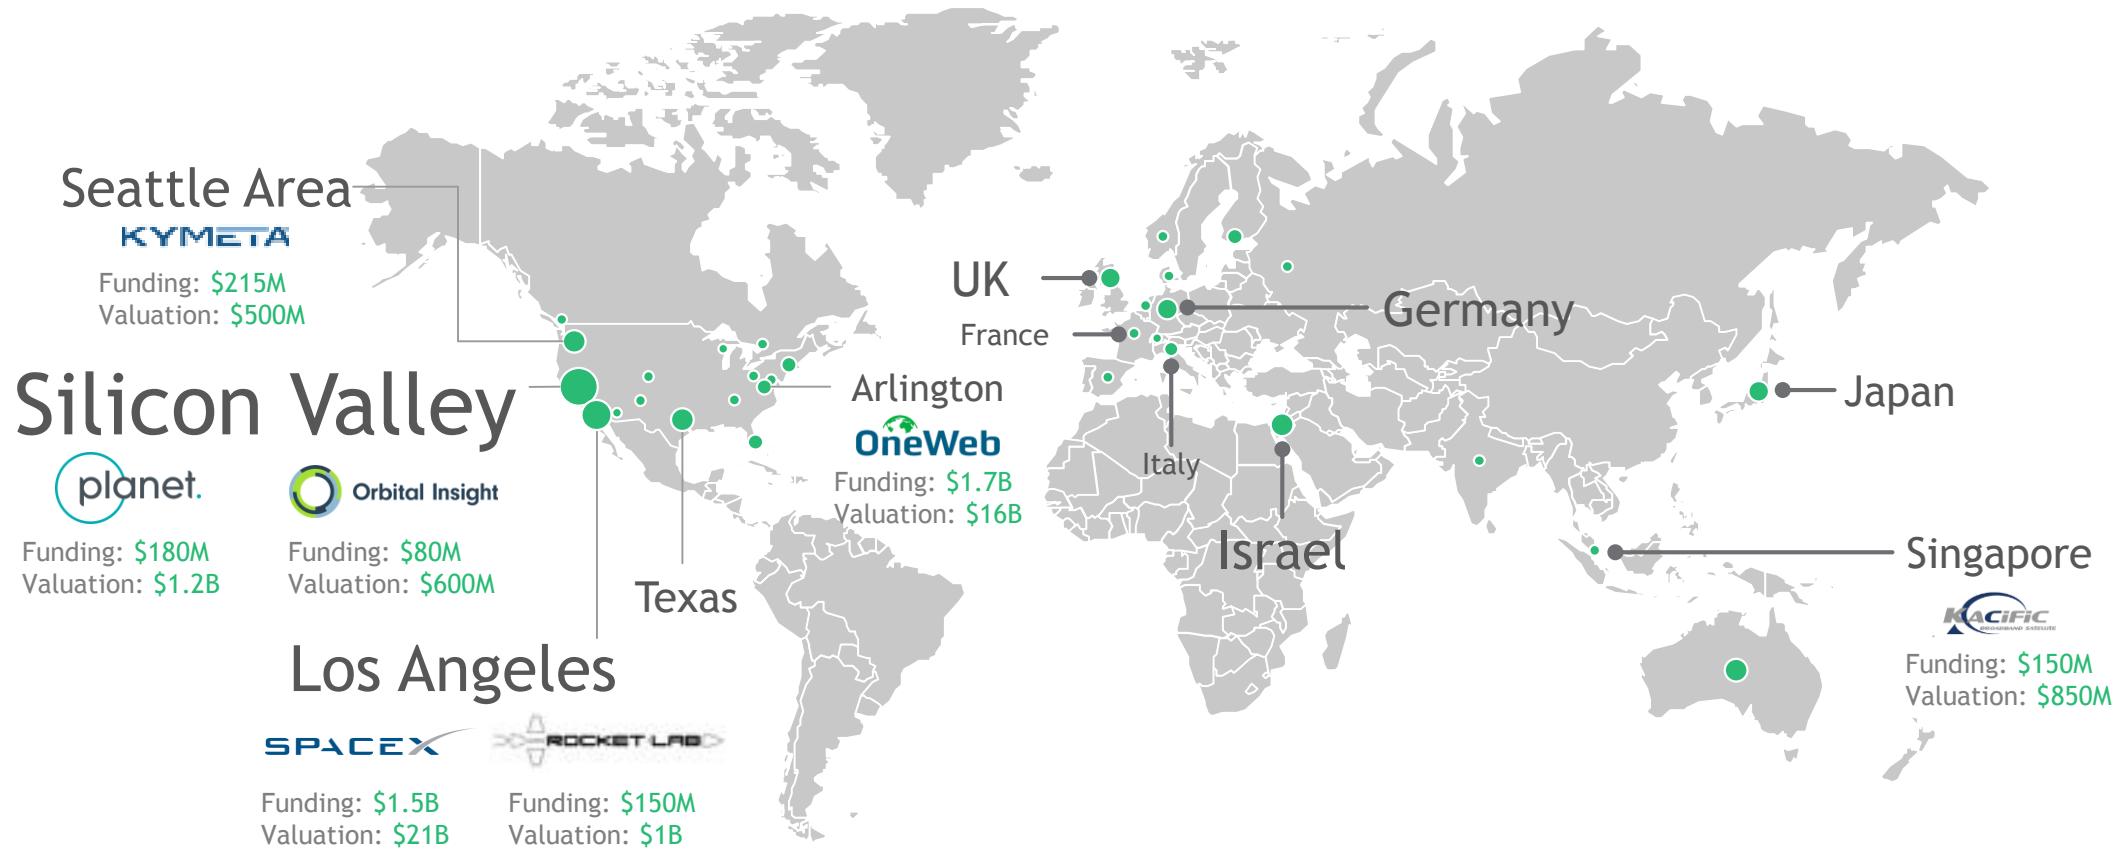 Seattle Area
KYMETA
Funding: $215M
Valuation: $500M
Silicon Valley
planet.
Funding: $180M
Valuation: $1.2B
Orbital Insight
Funding: $80M
Valuation: $600M
Los Angeles
SPACEX
Funding: $1.5B
Valuation: $21B
ROCKET LAB
Funding: $150M
Valuation: $1B
Texas
Arlington
OneWeb
Funding: $1.7B
Valuation: $16B
UK
France
Germany
Italy
Israel
Japan
Singapore
KACIFIC
BROADBAND SATELLITE
Funding: $150M
Valuation: $850M